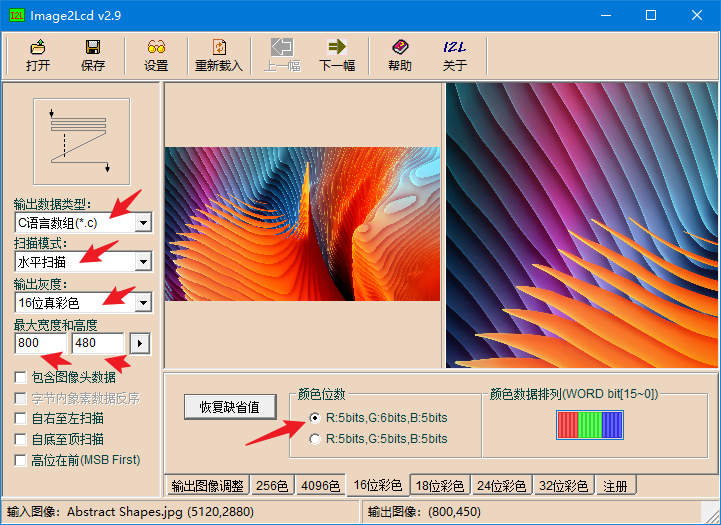 Image2Lcd v2.9
打开 保存 设置 重新载入 上一幅 下一幅 帮助 关于
输出数据类型：
C语言数组(*.c)
扫描模式：
水平扫描
输出灰度：
16位真彩色
最大宽度和高度
800 480
包含图像头数据
字节内象素数据反序
自右至左扫描
自底至顶扫描
高位在前(MSB First)
恢复缺省值
颜色位数
R:5bits,G:6bits,B:5bits
R:5bits,G:5bits,B:5bits
颜色数据排列(WORD bit[15~0])
输出图像调整 256色 4096色 16位彩色 18位彩色 24位彩色 32位彩色 注册
输入图像: Abstract Shapes.jpg (5120,2880) 输出图像: (800,450)